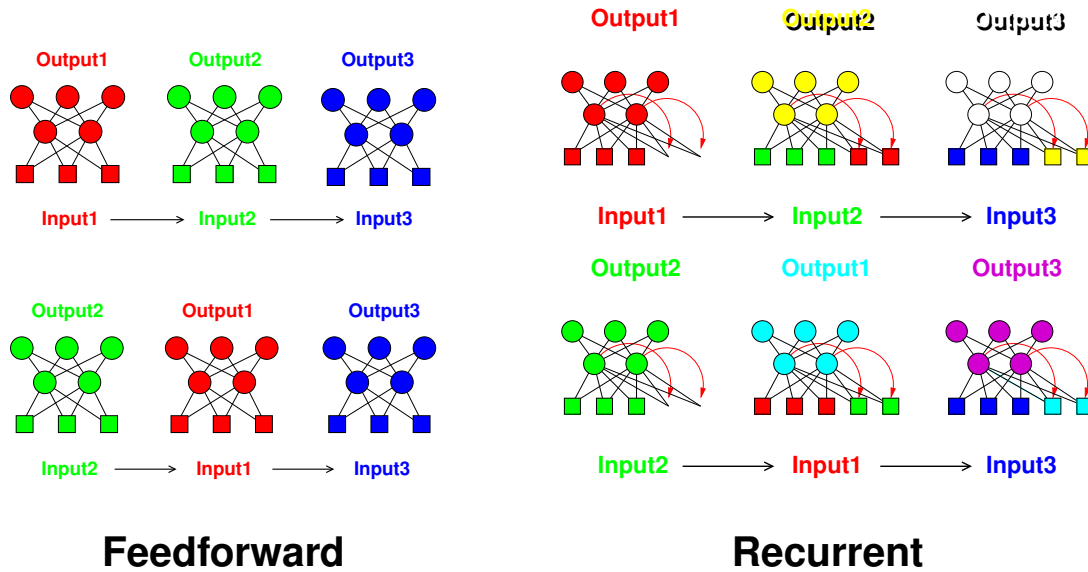 Output1 Output2 Output3
Input1 Input2 Input3
Output2 Output1 Output3
Input2 Input1 Input3
Feedforward
Output1 Output2 Output3
Input1 Input2 Input3
Output2 Output1 Output3
Input2 Input1 Input3
Recurrent